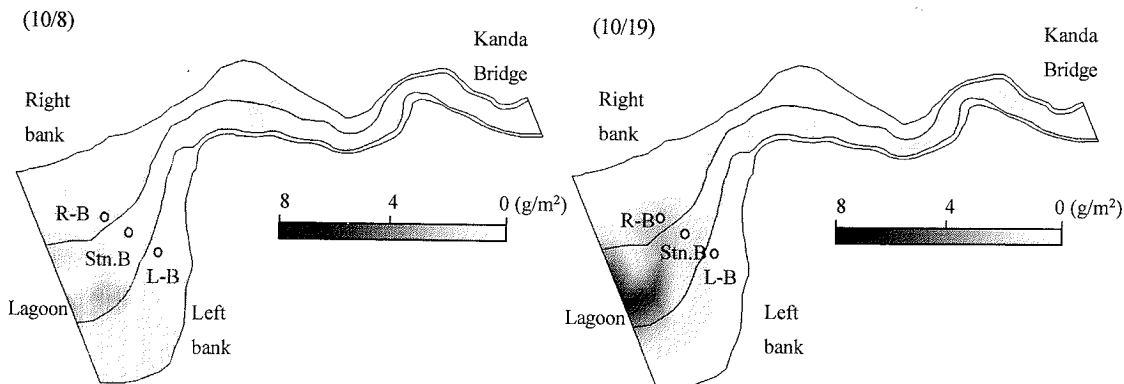 (10/8)
Kanda
Bridge
Right
bank
8 4 0 (g/m²)
R-B
Stn.B
L-B
Lagoon
Left
bank
(10/19)
Kanda
Bridge
Right
bank
8 4 0 (g/m²)
R-B
Stn.B
L-B
Lagoon
Left
bank